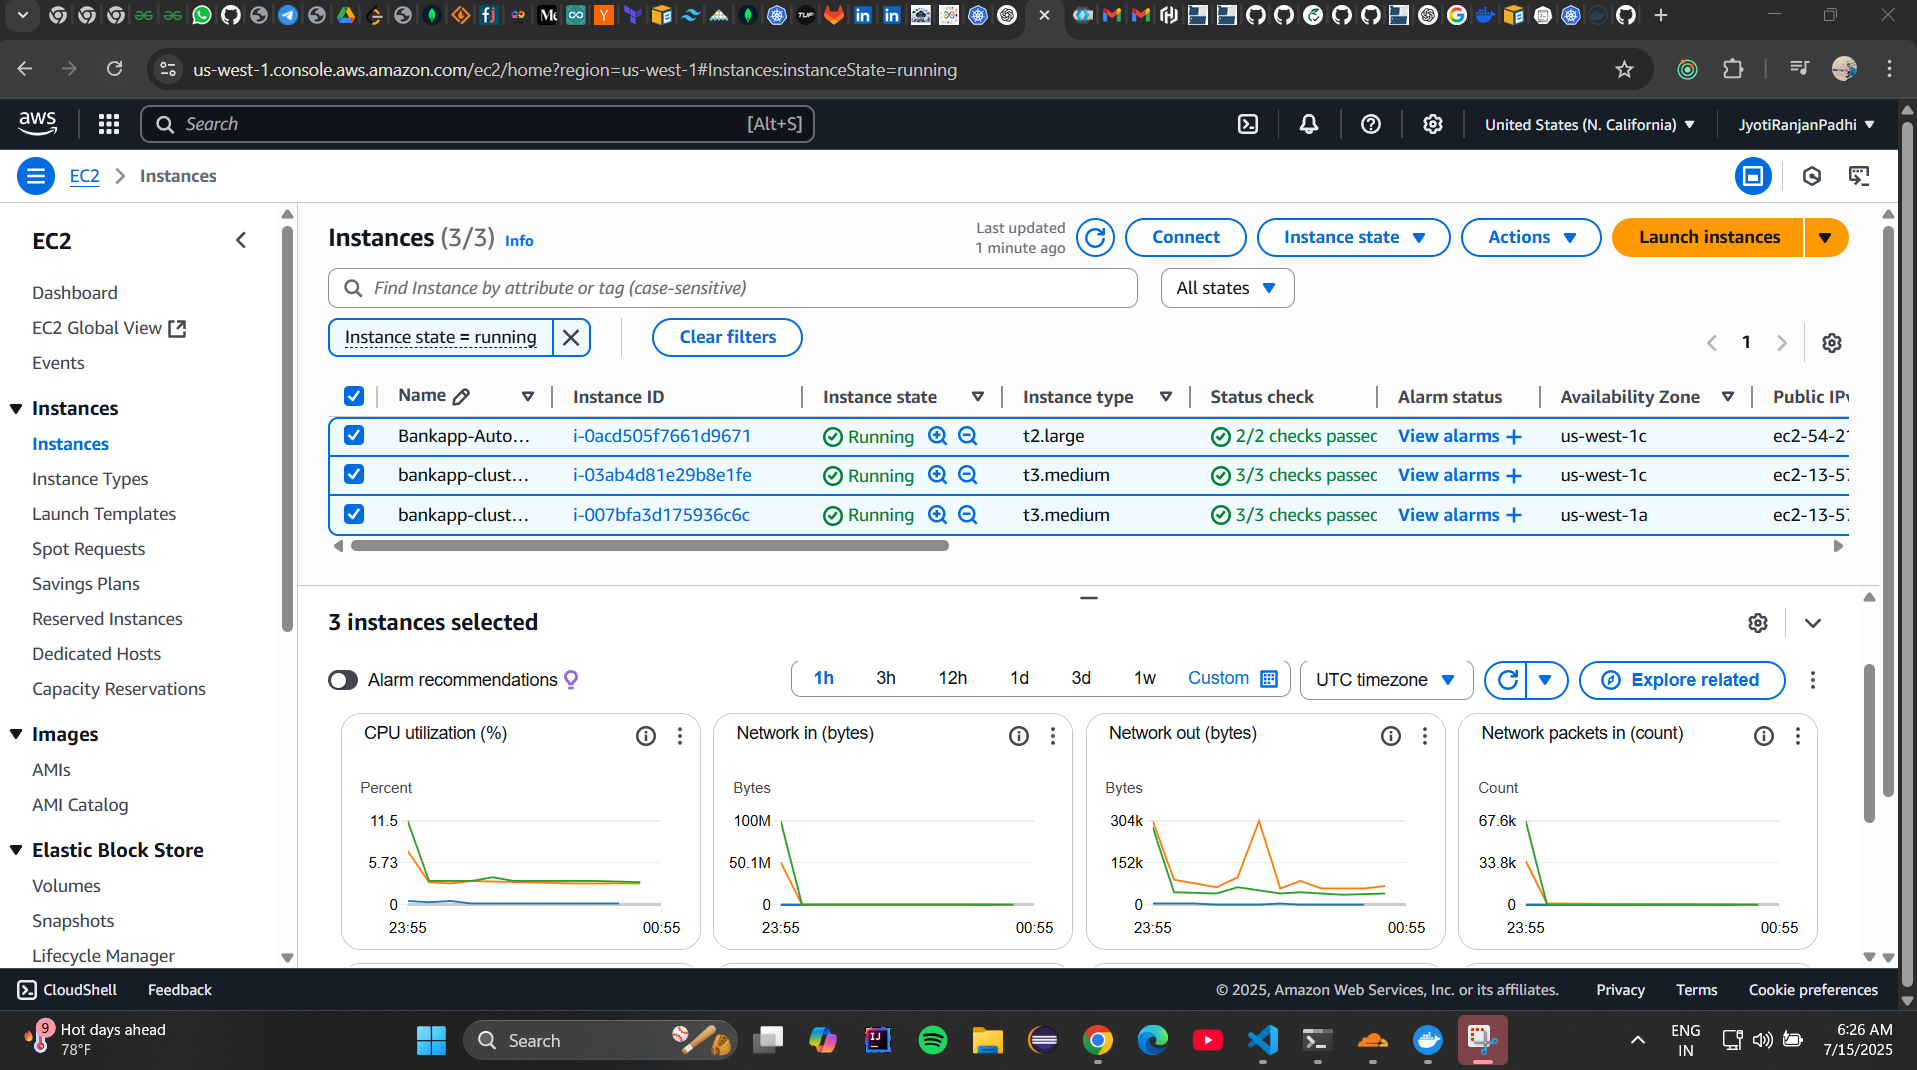 us-west-1.console.aws.amazon.com/ec2/home?region=us-west-1#Instances:instanceState=running
aws
Search
[Alt+S]
United States (N. California)
JyotiRanjanPadhi
EC2
Instances
EC2
Dashboard
EC2 Global View
Events
Instances
Instances
Instance Types
Launch Templates
Spot Requests
Savings Plans
Reserved Instances
Dedicated Hosts
Capacity Reservations
Images
AMIs
AMI Catalog
Elastic Block Store
Volumes
Snapshots
Lifecycle Manager
Instances (3/3) Info
Last updated
1 minute ago
Connect
Instance state
Actions
Launch instances
Find Instance by attribute or tag (case-sensitive)
All states
Instance state = running
Clear filters
1
Name Instance ID Instance state Instance type Status check Alarm status Availability Zone Public IPv
Bankapp-Auto... i-0acd505f7661d9671 Running t2.large 2/2 checks passed View alarms + us-west-1c ec2-54-21
bankapp-clust... i-03ab4d81e29b8e1fe Running t3.medium 3/3 checks passed View alarms + us-west-1c ec2-13-57
bankapp-clust... i-007bfa3d175936c6c Running t3.medium 3/3 checks passed View alarms + us-west-1a ec2-13-57
3 instances selected
Alarm recommendations
1h 3h 12h 1d 3d 1w Custom
UTC timezone
Explore related
CPU utilization (%)
Percent
11.5
5.73
0
23:55 00:55
Network in (bytes)
Bytes
100M
50.1M
0
23:55 00:55
Network out (bytes)
Bytes
304k
152k
0
23:55 00:55
Network packets in (count)
Count
67.6k
33.8k
0
23:55 00:55
CloudShell
Feedback
© 2025, Amazon Web Services, Inc. or its affiliates.
Privacy
Terms
Cookie preferences
9
Hot days ahead
78°F
Search
ENG
IN
6:26 AM
7/15/2025